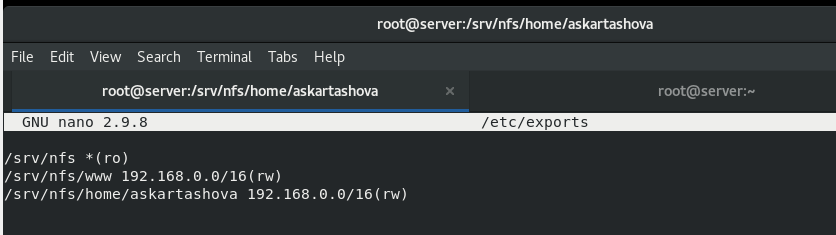 root@server:/srv/nfs/home/askartashova
File Edit View Search Terminal Tabs Help
root@server:/srv/nfs/home/askartashova × root@server:~
GNU nano 2.9.8 /etc/exports
/srv/nfs *(ro)
/srv/nfs/www 192.168.0.0/16(rw)
/srv/nfs/home/askartashova 192.168.0.0/16(rw)